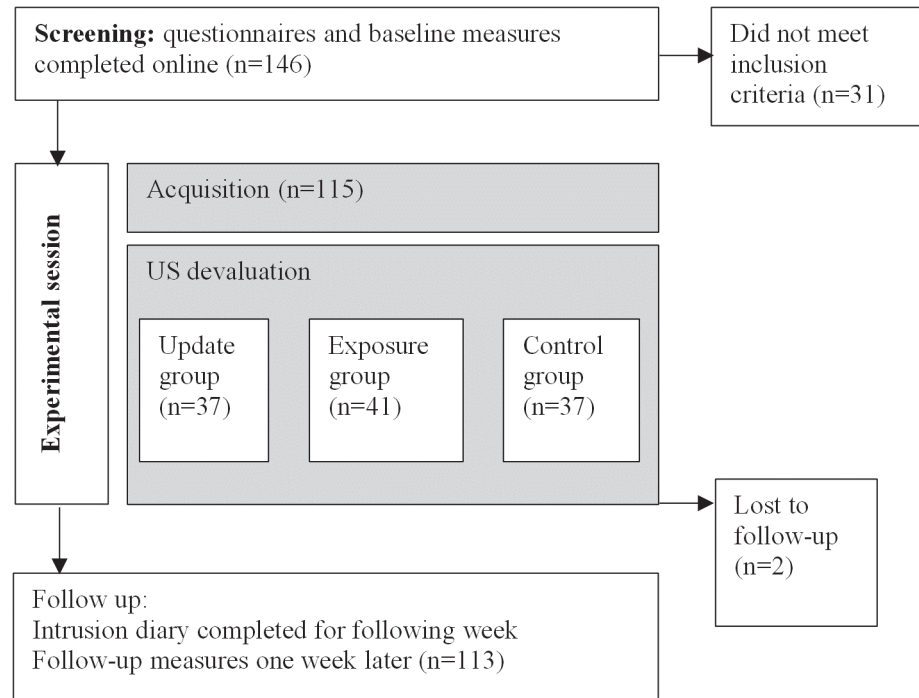 Screening: questionnaires and baseline measures
completed online (n=146)
Did not meet
inclusion
criteria (n=31)
Experimental session
Acquisition (n=115)
US devaluation
Update
group
(n=37)
Exposure
group
(n=41)
Control
group
(n=37)
Lost to
follow-up
(n=2)
Follow up:
Intrusion diary completed for following week
Follow-up measures one week later (n=113)